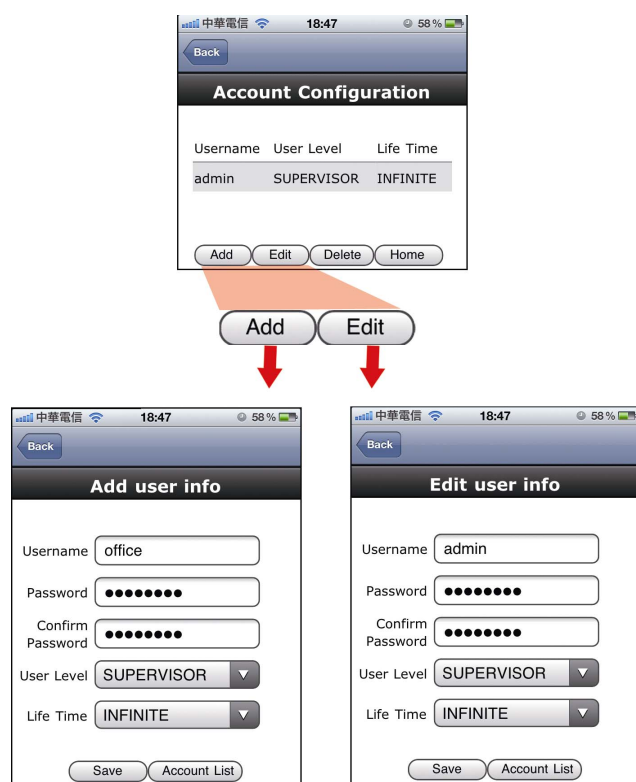 中華電信 18:47 58%
Back
Account Configuration
Username User Level Life Time
admin SUPERVISOR INFINITE
Add Edit Delete Home
Add Edit
中華電信 18:47 58%
Back
Add user info
Username office
Password ●●●●●●●●
Confirm
Password ●●●●●●●●
User Level SUPERVISOR
Life Time INFINITE
Save Account List
中華電信 18:47 58%
Back
Edit user info
Username admin
Password ●●●●●●●●
Confirm
Password ●●●●●●●●
User Level SUPERVISOR
Life Time INFINITE
Save Account List